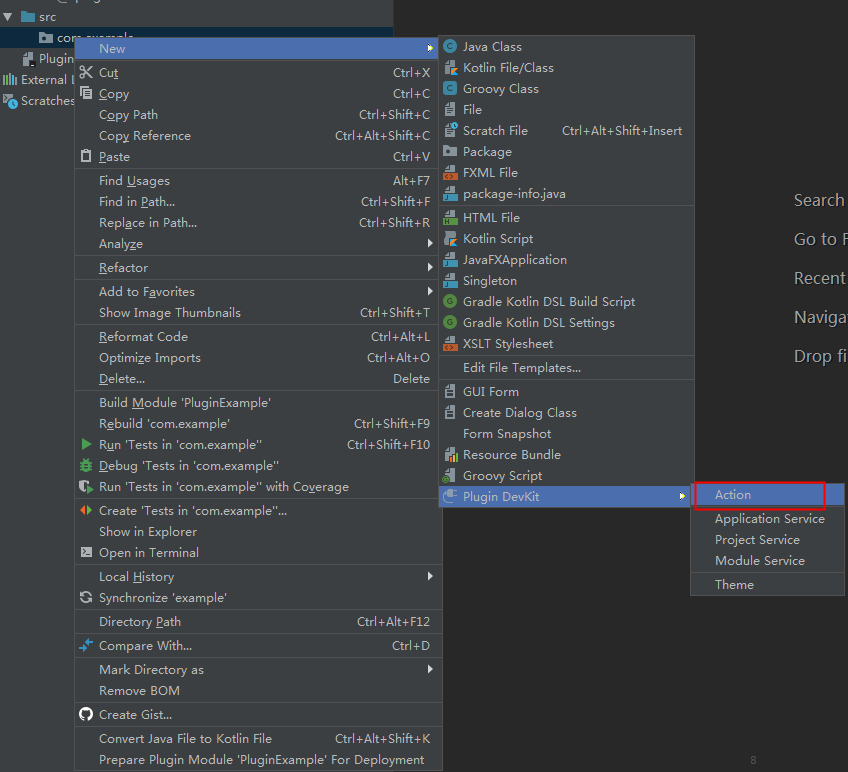 src
com.example
Plugin
External
Scratches
New
Cut Ctrl+X
Copy Ctrl+C
Copy Path Ctrl+Shift+C
Copy Reference Ctrl+Alt+Shift+C
Paste Ctrl+V
Find Usages Alt+F7
Find in Path... Ctrl+Shift+F
Replace in Path... Ctrl+Shift+R
Analyze
Refactor
Add to Favorites
Show Image Thumbnails Ctrl+Shift+T
Reformat Code Ctrl+Alt+L
Optimize Imports Ctrl+Alt+O
Delete... Delete
Build Module 'PluginExample'
Rebuild 'com.example' Ctrl+Shift+F9
Run 'Tests in 'com.example'' Ctrl+Shift+F10
Debug 'Tests in 'com.example''
Run 'Tests in 'com.example'' with Coverage
Create 'Tests in 'com.example''...
Show in Explorer
Open in Terminal
Local History
Synchronize 'example'
Directory Path Ctrl+Alt+F12
Compare With... Ctrl+D
Mark Directory as
Remove BOM
Create Gist...
Convert Java File to Kotlin File Ctrl+Alt+Shift+K
Prepare Plugin Module 'PluginExample' For Deployment
Java Class
Kotlin File/Class
Groovy Class
File
Scratch File Ctrl+Alt+Shift+Insert
Package
FXML File
package-info.java
HTML File
Kotlin Script
JavaFXApplication
Singleton
Gradle Kotlin DSL Build Script
Gradle Kotlin DSL Settings
XSLT Stylesheet
Edit File Templates...
GUI Form
Create Dialog Class
Form Snapshot
Resource Bundle
Groovy Script
Plugin DevKit
Action
Application Service
Project Service
Module Service
Theme
Search
Go to F
Recent
Naviga
Drop fi
8